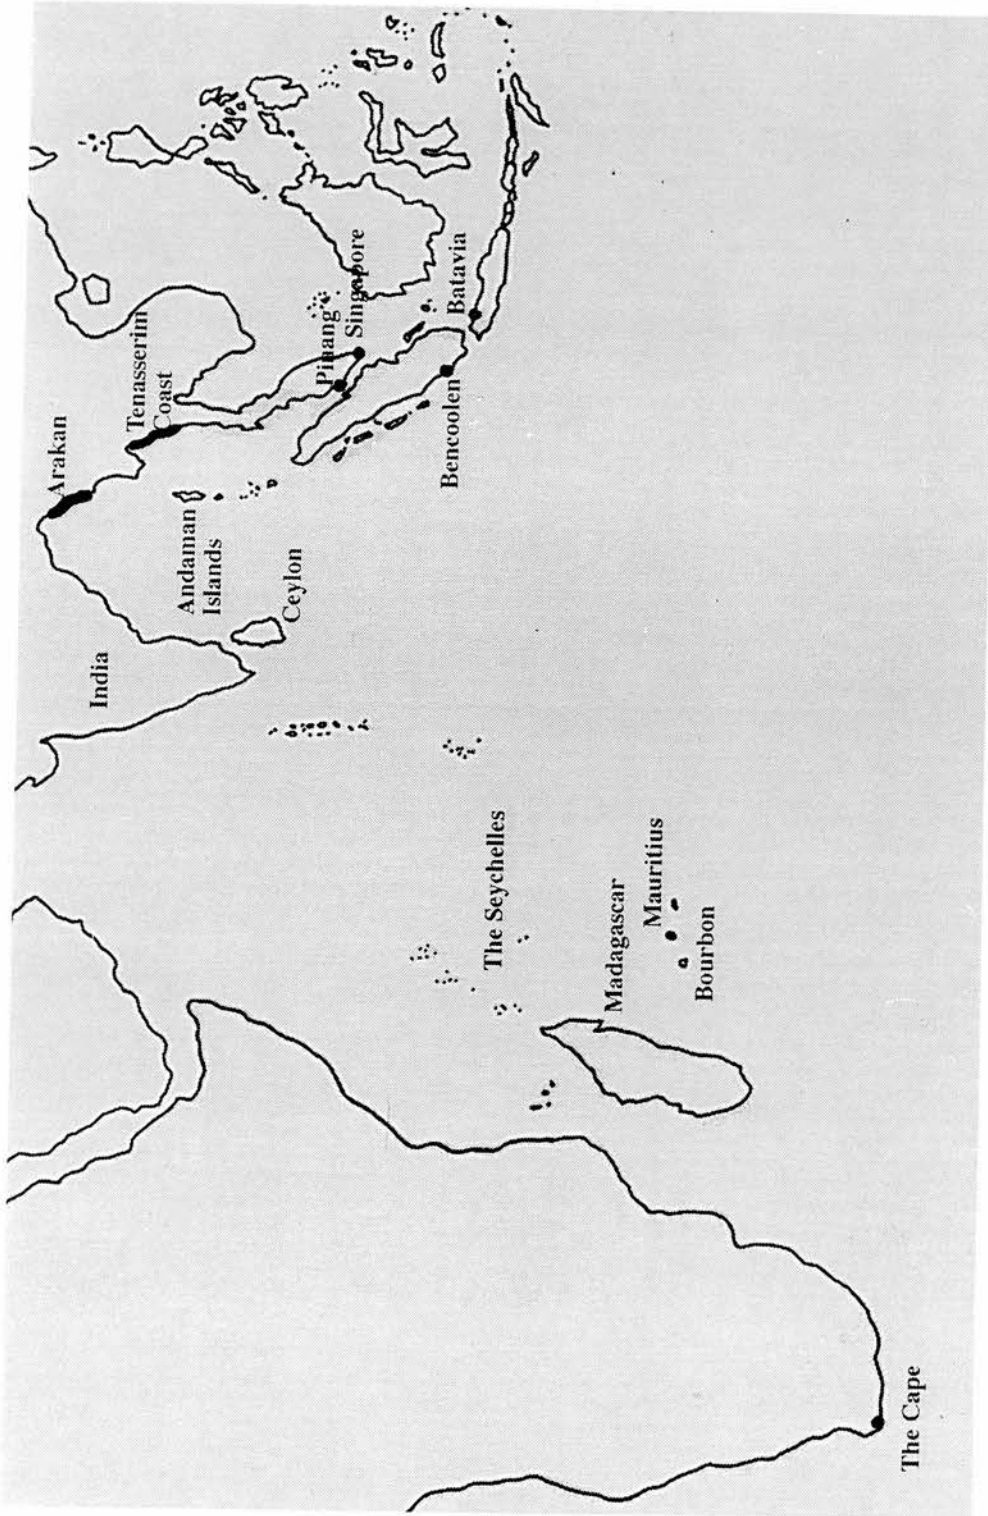 Arakan
Tenasserim
Coast
India
Andaman
Islands
Ceylon
Pinang
Singapore
Bencoolen
Batavia
The Seychelles
Madagascar
Mauritius
Bourbon
The Cape